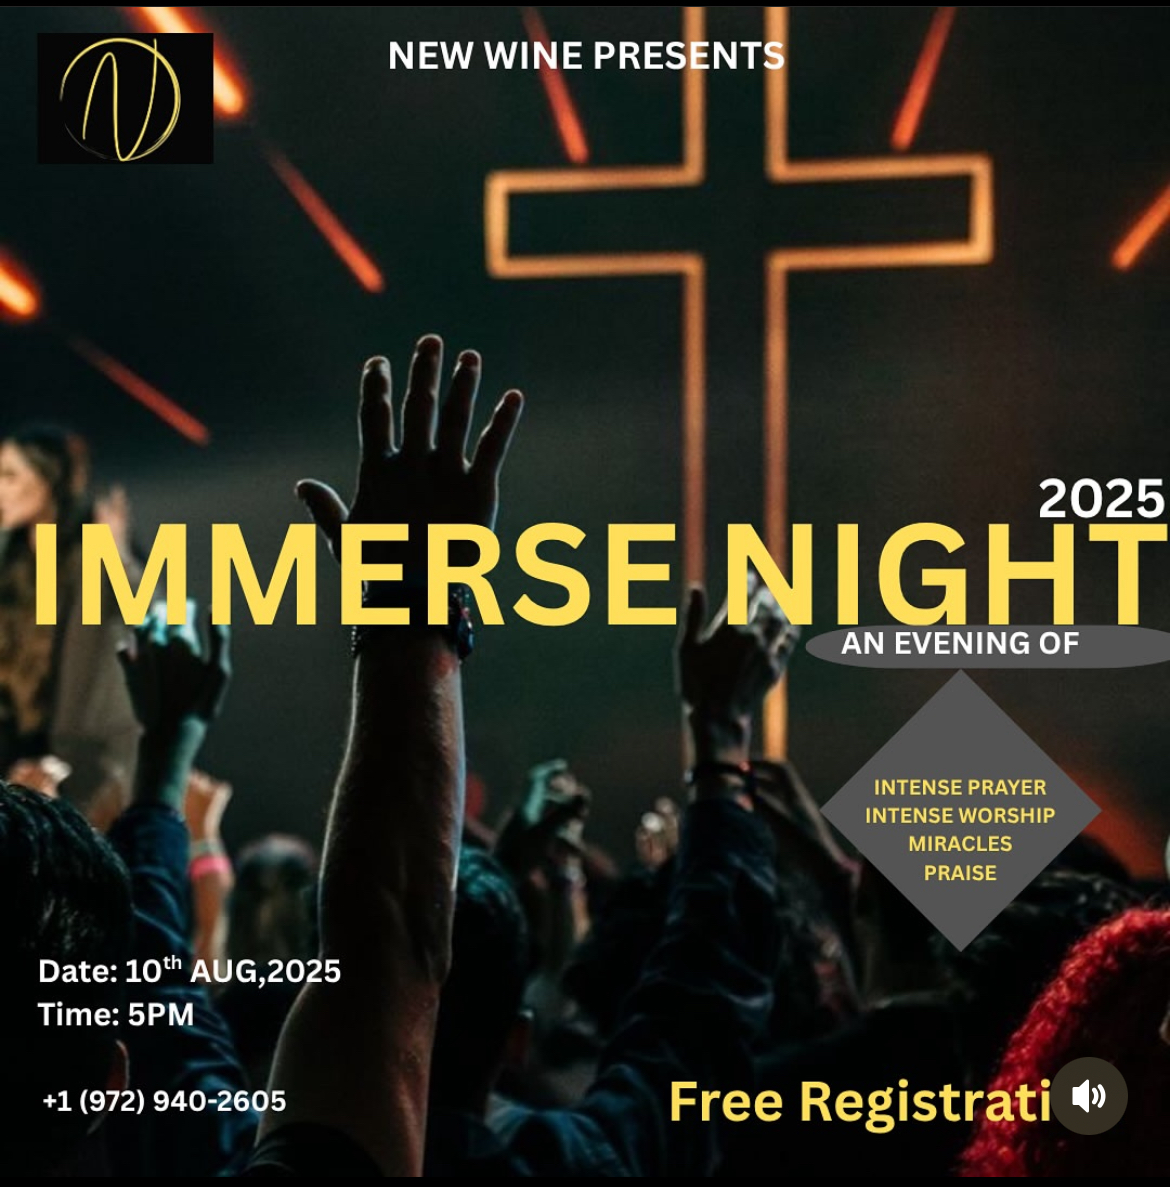 NEW WINE PRESENTS
2025
IMMERSE NIGHT
AN EVENING OF
INTENSE PRAYER
INTENSE WORSHIP
MIRACLES
PRAISE
Date: 10th AUG,2025
Time: 5PM
+1 (972) 940-2605
Free Registrati